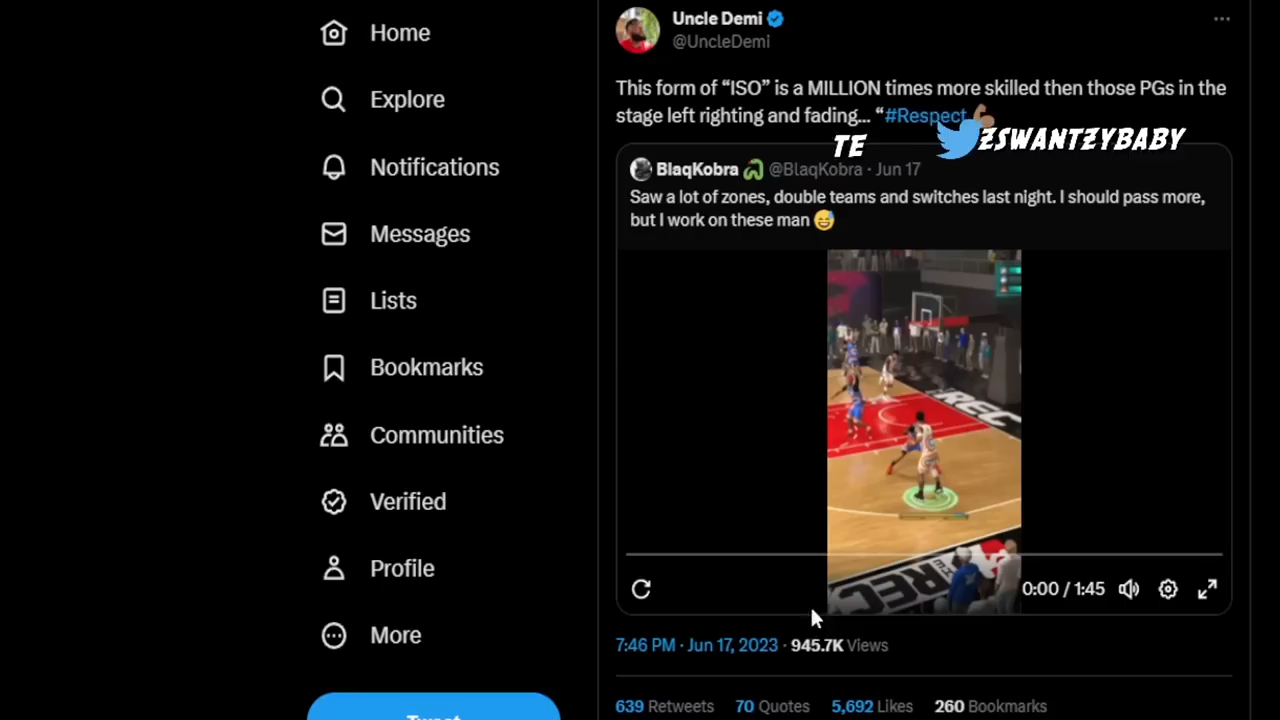 Home
Explore
Notifications
Messages
Lists
Bookmarks
Communities
Verified
Profile
More
Tweet
Uncle Demi
@UncleDemi
This form of “ISO” is a MILLION times more skilled then those PGs in the
stage left righting and fading... “#Respect
TE
ZSWANTZYBABY
BlaqKobra @BlaqKobra · Jun 17
Saw a lot of zones, double teams and switches last night. I should pass more,
but I work on these man
REC
REC
0:00 / 1:45
7:46 PM · Jun 17, 2023 · 945.7K Views
639 Retweets 70 Quotes 5,692 Likes 260 Bookmarks